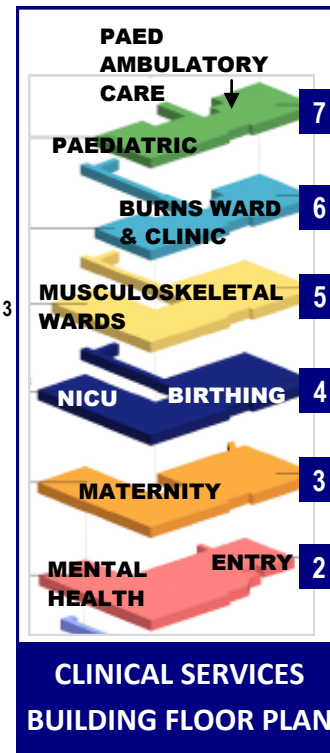 PAED
AMBULATORY
CARE
7
PAEDIATRIC
6
BURNS WARD
& CLINIC
5
MUSCULOSKELETAL
WARDS
3
4
NICU BIRTHING
3
MATERNITY
2
ENTRY
MENTAL
HEALTH
CLINICAL SERVICES
BUILDING FLOOR PLAN